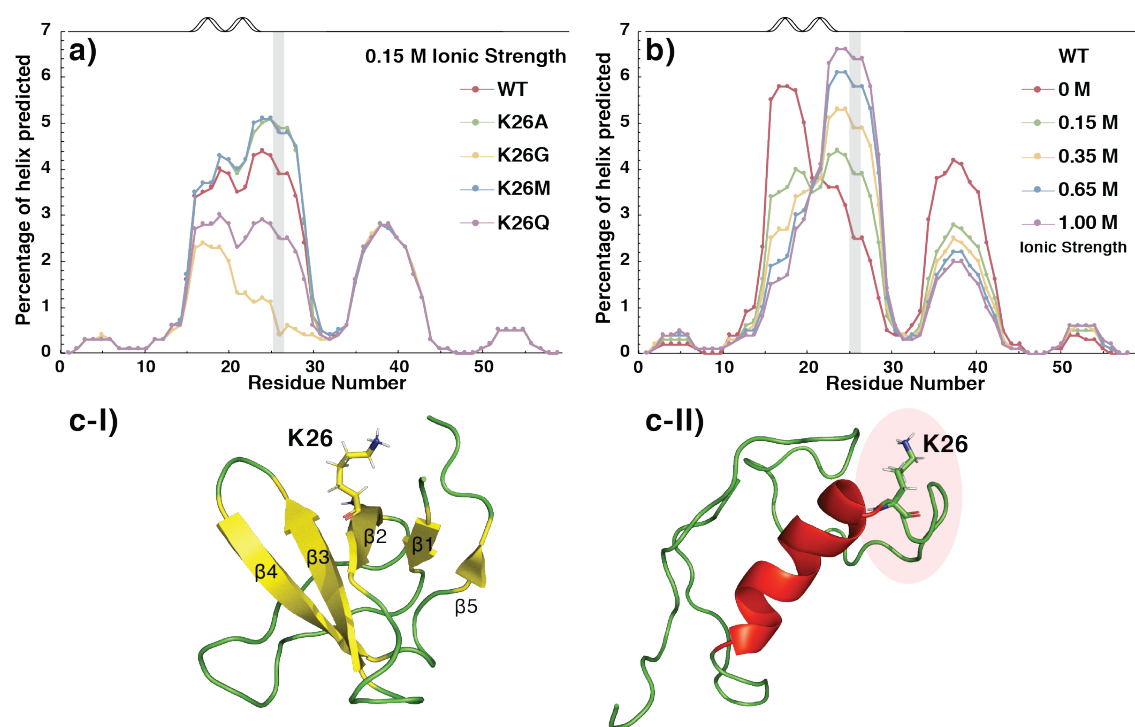 a)
0.15 M Ionic Strength
WT
K26A
K26G
K26M
K26Q
Percentage of helix predicted
7
6
5
4
3
2
1
0
0 10 20 30 40 50
Residue Number
b)
WT
0 M
0.15 M
0.35 M
0.65 M
1.00 M
Ionic Strength
Percentage of helix predicted
7
6
5
4
3
2
1
0
0 10 20 30 40 50
Residue Number
c-I)
K26
β4
β3
β2
β1
β5
c-II)
K26